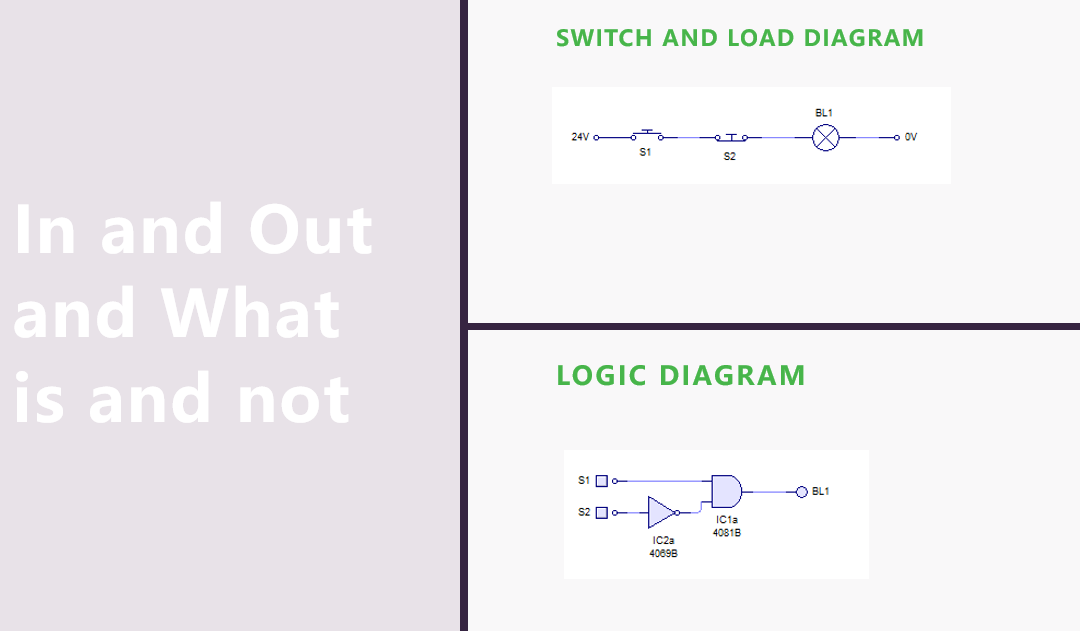 In and Out
and What
is and not
SWITCH AND LOAD DIAGRAM
BL1
24V
0V
S1
S2
LOGIC DIAGRAM
S1
BL1
S2
IC1a
4081B
IC2a
4069B